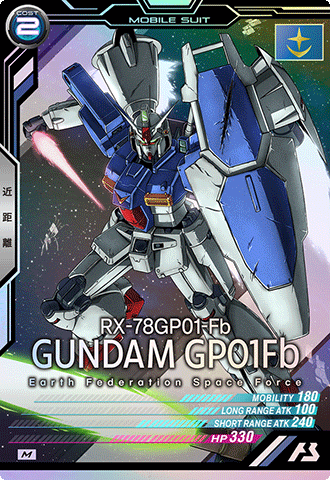 COST
2
MOBILE SUIT
近距離
RX-78GP01-Fb
GUNDAM GP01Fb
Earth Federation Space Force
MOBILITY 180
LONG RANGE ATK 100
SHORT RANGE ATK 240
HP 330
M